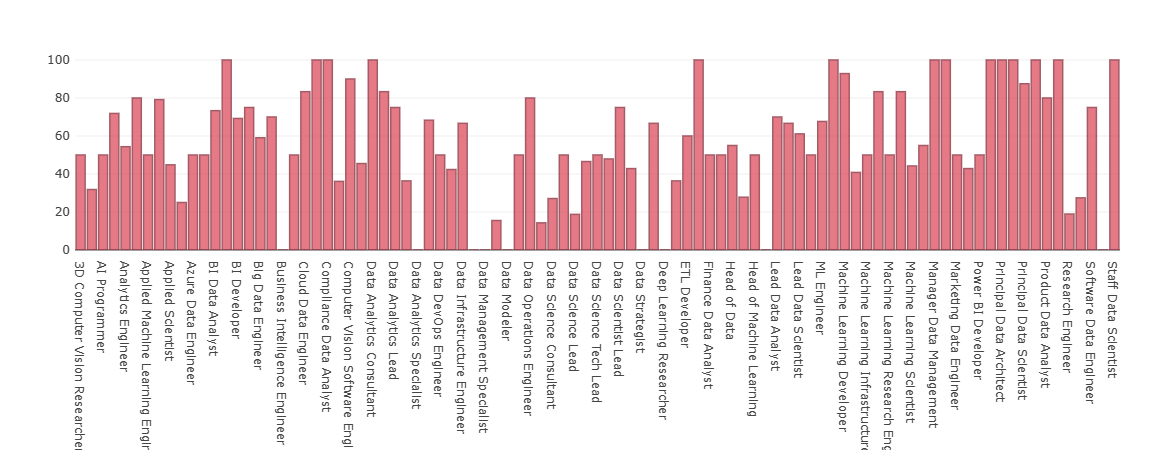 100
80
60
40
20
0
3D Computer Vision Researcher
AI Programmer
Analytics Engineer
Applied Machine Learning Engin
Applied Scientist
Azure Data Engineer
BI Data Analyst
BI Developer
Big Data Engineer
Business Intelligence Engineer
Cloud Data Engineer
Compliance Data Analyst
Computer Vision Software Engi
Data Analytics Consultant
Data Analytics Lead
Data Analytics Specialist
Data DevOps Engineer
Data Infrastructure Engineer
Data Management Specialist
Data Modeler
Data Operations Engineer
Data Science Consultant
Data Science Lead
Data Science Tech Lead
Data Scientist Lead
Data Strategist
Deep Learning Researcher
ETL Developer
Finance Data Analyst
Head of Data
Head of Machine Learning
Lead Data Analyst
Lead Data Scientist
ML Engineer
Machine Learning Developer
Machine Learning Infrastructure
Machine Learning Research Eng
Machine Learning Scientist
Manager Data Management
Marketing Data Engineer
Power BI Developer
Principal Data Architect
Principal Data Scientist
Product Data Analyst
Research Engineer
Software Data Engineer
Staff Data Scientist